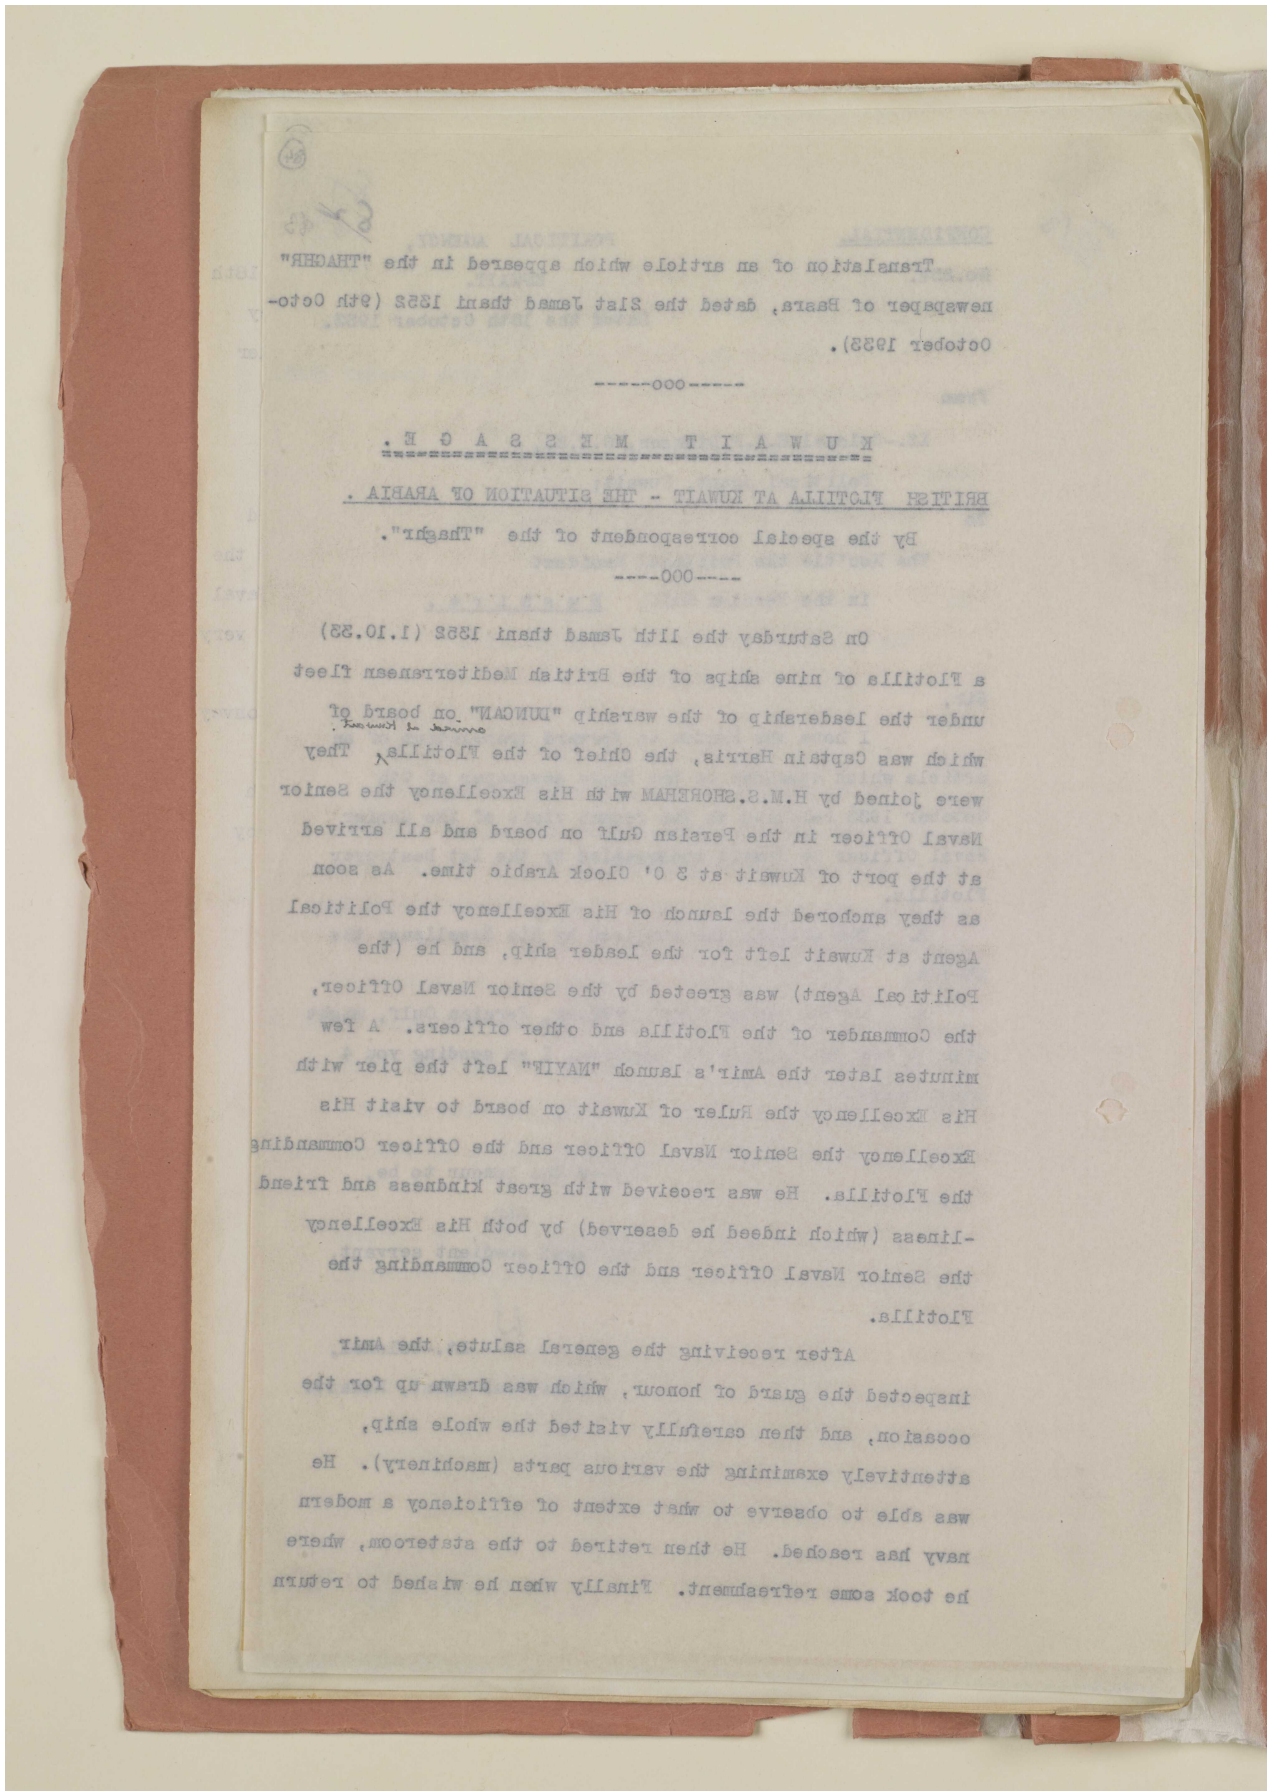 Translation of an article which appeared in the "THAGHR"
newspaper of Basra, dated the 21st Jamad thani 1352 (9th Octo-
October 1933).
-----ooo-----
K U W A I T   M E S S A G E .
BRITISH FLOTILLA AT KUWAIT - THE SITUATION OF ARABIA .
By the special correspondent of the "Thaghr".
----000----
On Saturday the 11th Jamad thani 1352 (1.10.33)
a Flotilla of nine ships of the British Mediterranean fleet
under the leadership of the warship "DUNCAN" on board of
arrived at Kuwait.
which was Captain Harris, the Chief of the Flotilla They
were joined by H.M.S.SHOREHAM with His Excellency the Senior
Naval Officer in the Persian Gulf on board and all arrived
at the port of Kuwait at 3 O' Clock Arabic time. As soon
as they anchored the launch of His Excellency the Political
Agent at Kuwait left for the leader ship, and he (the
Political Agent) was greeted by the Senior Naval Officer,
the Commander of the Flotilla and other officers. A few
minutes later the Amir's launch "NAYIF" left the pier with
His Excellency the Ruler of Kuwait on board to visit His
Excellency the Senior Naval Officer and the Officer Commanding
the Flotilla. He was received with great kindness and friend
-liness (which indeed he deserved) by both His Excellency
the Senior Naval Officer and the Officer Commanding the
Flotilla.
After receiving the general salute, the Amir
inspected the guard of honour, which was drawn up for the
occasion, and then carefully visited the whole ship,
attentively examining the various parts (machinery). He
was able to observe to what extent of efficiency a modern
navy has reached. He then retired to the stateroom, where
he took some refreshment. Finally when he wished to return